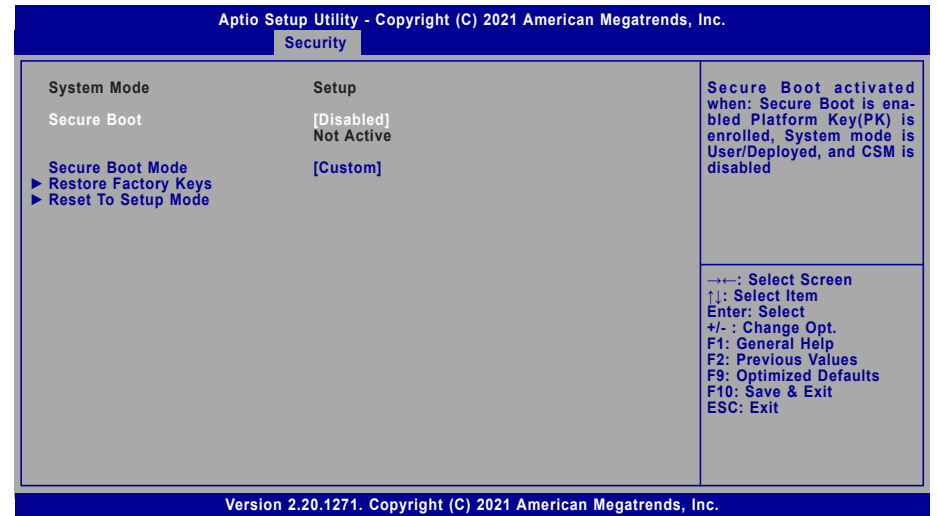 Aptio Setup Utility - Copyright (C) 2021 American Megatrends, Inc.
Security
System Mode Setup
Secure Boot [Disabled]
Not Active
Secure Boot Mode [Custom]
▶ Restore Factory Keys
▶ Reset To Setup Mode
Secure Boot activated
when: Secure Boot is ena-
bled Platform Key(PK) is
enrolled, System mode is
User/Deployed, and CSM is
disabled
→←: Select Screen
↑↓: Select Item
Enter: Select
+/- : Change Opt.
F1: General Help
F2: Previous Values
F9: Optimized Defaults
F10: Save & Exit
ESC: Exit
Version 2.20.1271. Copyright (C) 2021 American Megatrends, Inc.